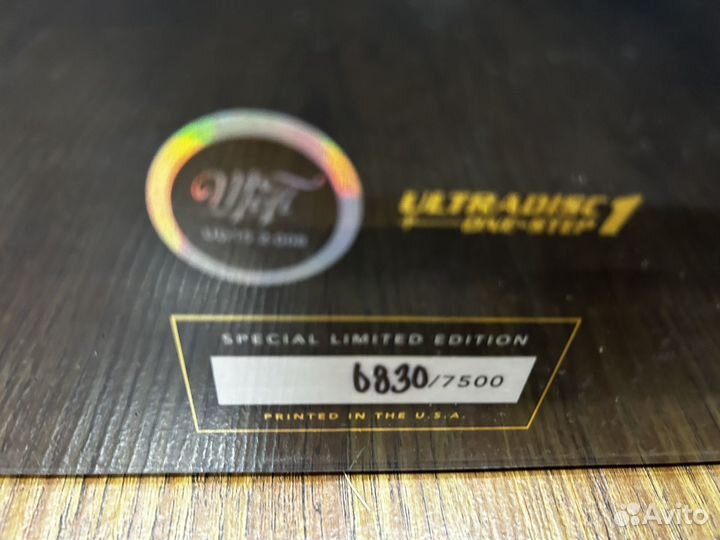 ULTRADISC
ONE-STEP 1
SPECIAL LIMITED EDITION
6830/7500
PRINTED IN THE U.S.A.
Avito